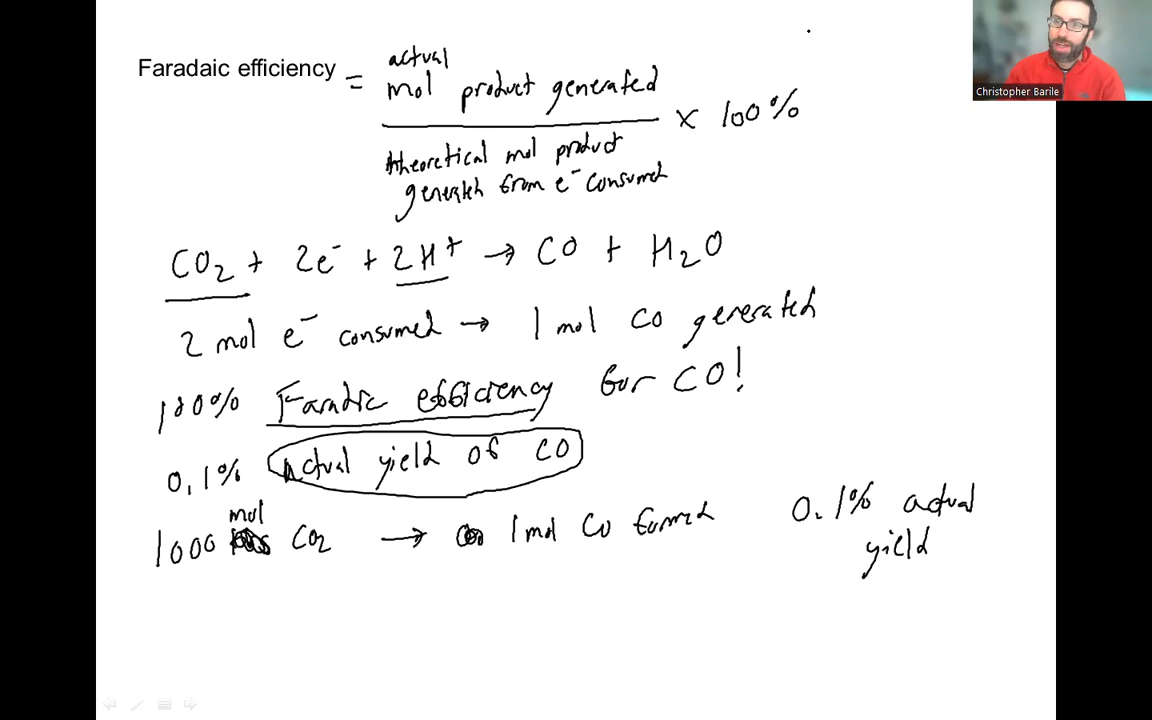 Faradaic efficiency = actual mol product generated
theoretical mol product
generated from e⁻ consumed
× 100%
Christopher Barile
CO₂ + 2e⁻ + 2H⁺ → CO + H₂O
2 mol e⁻ consumed → 1 mol CO generated
100% Faradic efficiency for CO!
0.1% actual yield of CO
1000 mol CO₂ → 1 mol CO formed 0.1% actual
yield